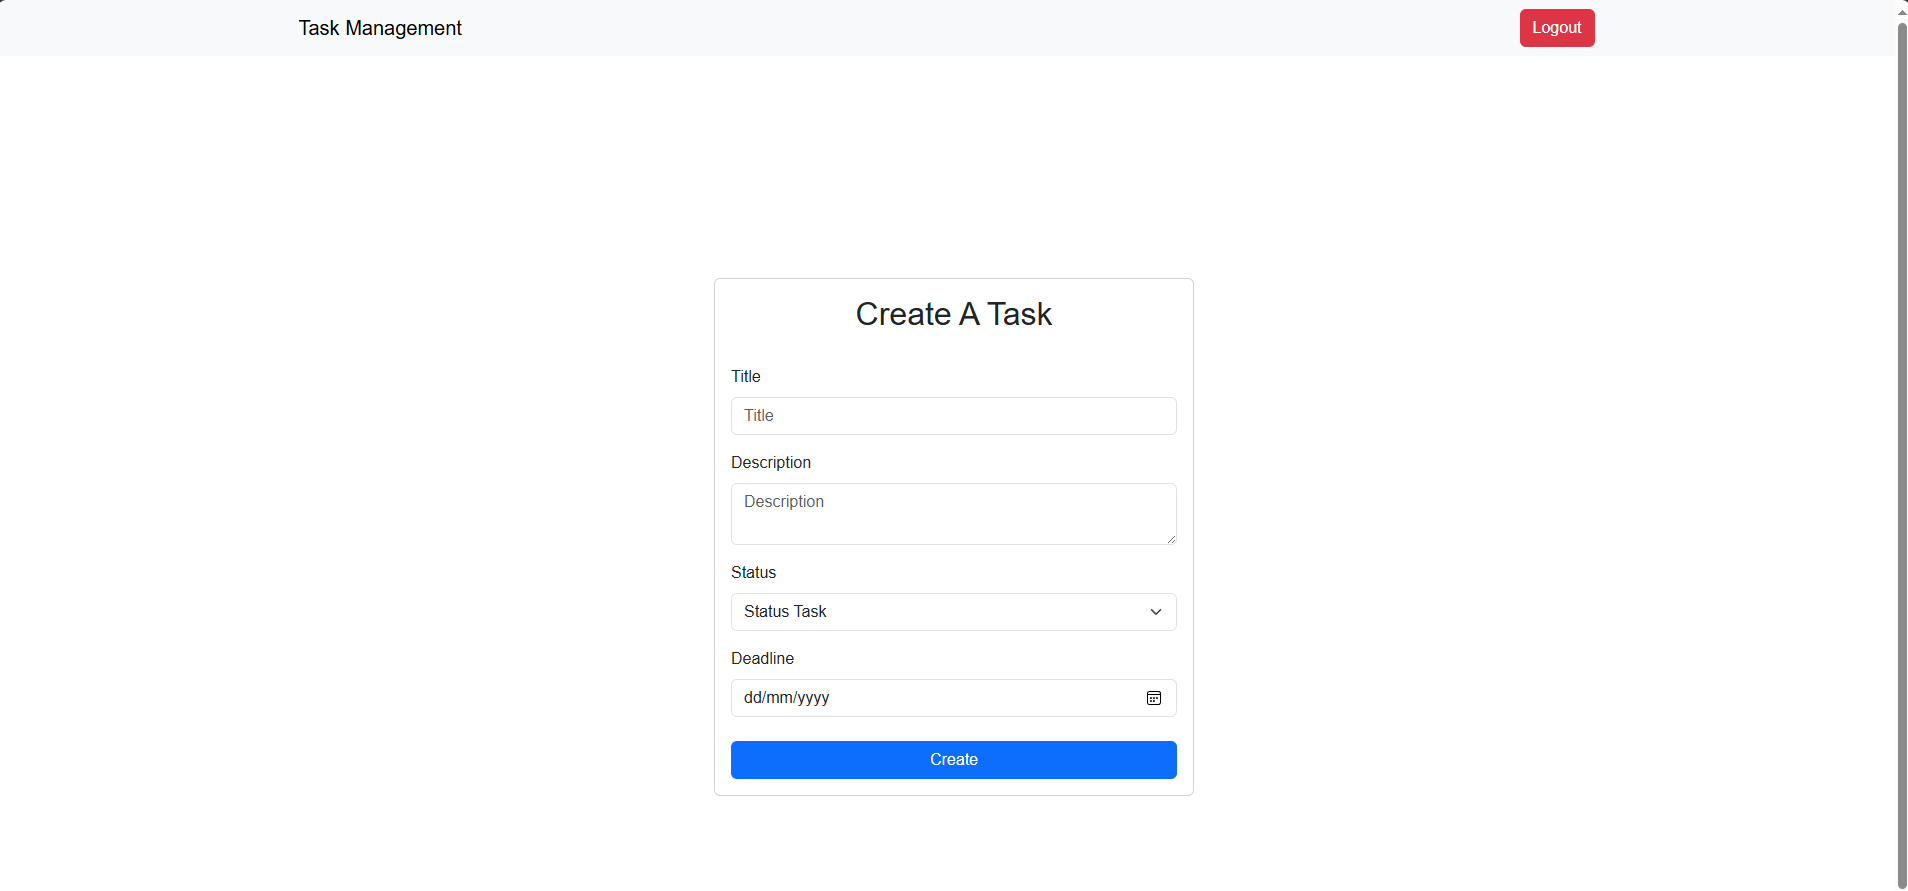 Task Management
Logout
Create A Task
Title
Title
Description
Description
Status
Status Task
Deadline
dd/mm/yyyy
Create